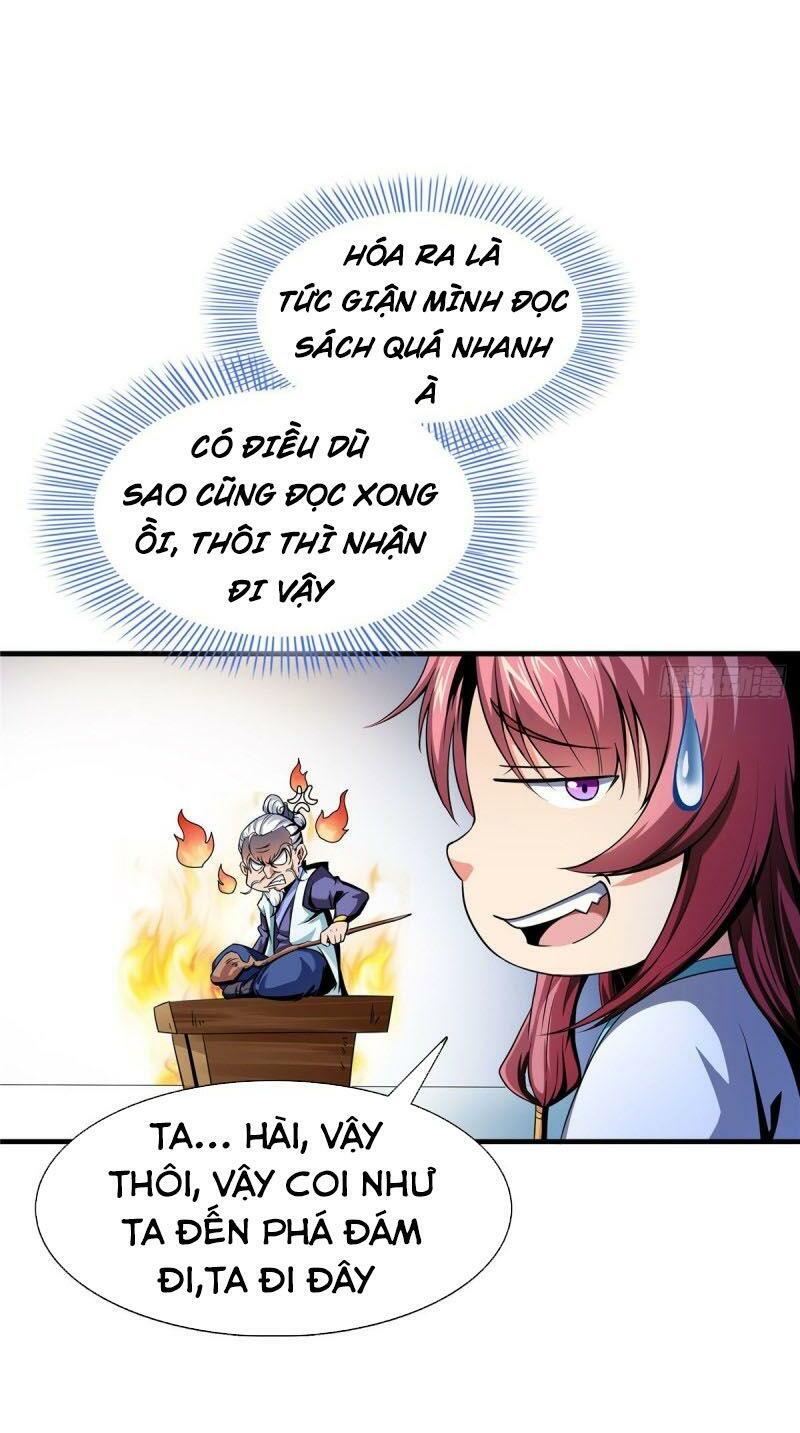 HÓA RA LÀ
TỨC GIẬN MÌNH ĐỌC
SÁCH QUÁ NHANH
À
CÓ ĐIỀU DÙ
SAO CŨNG ĐỌC XONG
ỒI, THÔI THÌ NHẬN
ĐI VẬY
TA... HÀI, VẬY
THÔI, VẬY COI NHƯ
TA ĐẾN PHÁ ĐÁM
ĐI,TA ĐI ĐÂY